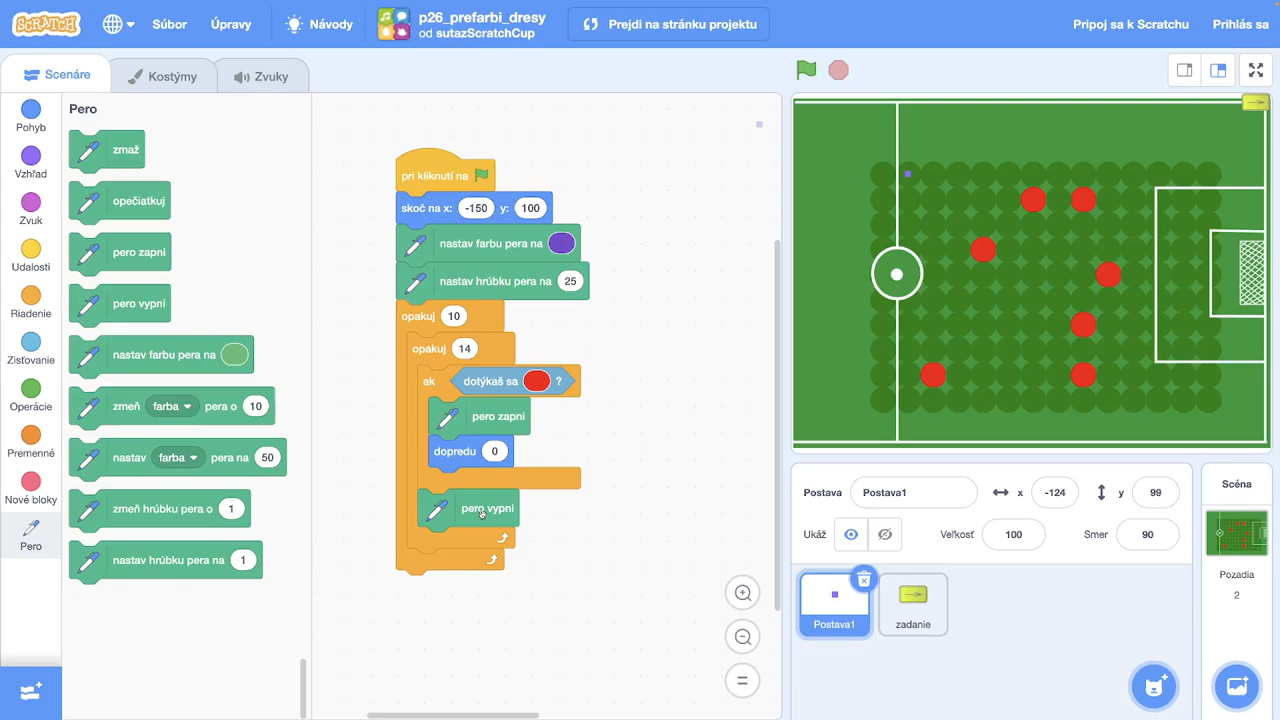 SCRATCH
Súbor
Úpravy
Návody
p26_prefarbi_dresy
od sutazScratchCup
Prejdi na stránku projektu
Pripoj sa k Scratchu
Prihlás sa
Scenáre
Kostýmy
Zvuky
Pohyb
Vzhľad
Zvuk
Udalosti
Riadenie
Zisťovanie
Operácie
Premenné
Nové bloky
Pero
Pero
zmaž
opečiatkuj
pero zapni
pero vypni
nastav farbu pera na
zmeň farba pera o 10
nastav farba pera na 50
zmeň hrúbku pera o 1
nastav hrúbku pera na 1
pri kliknutí na
skoč na x: -150 y: 100
nastav farbu pera na
nastav hrúbku pera na 25
opakuj 10
opakuj 14
ak dotýkaš sa ?
pero zapni
dopredu 0
pero vypni
Postava Postava1 x -124 y 99
Ukáž Veľkosť 100 Smer 90
Postava1
zadanie
Scéna
Pozadia
2